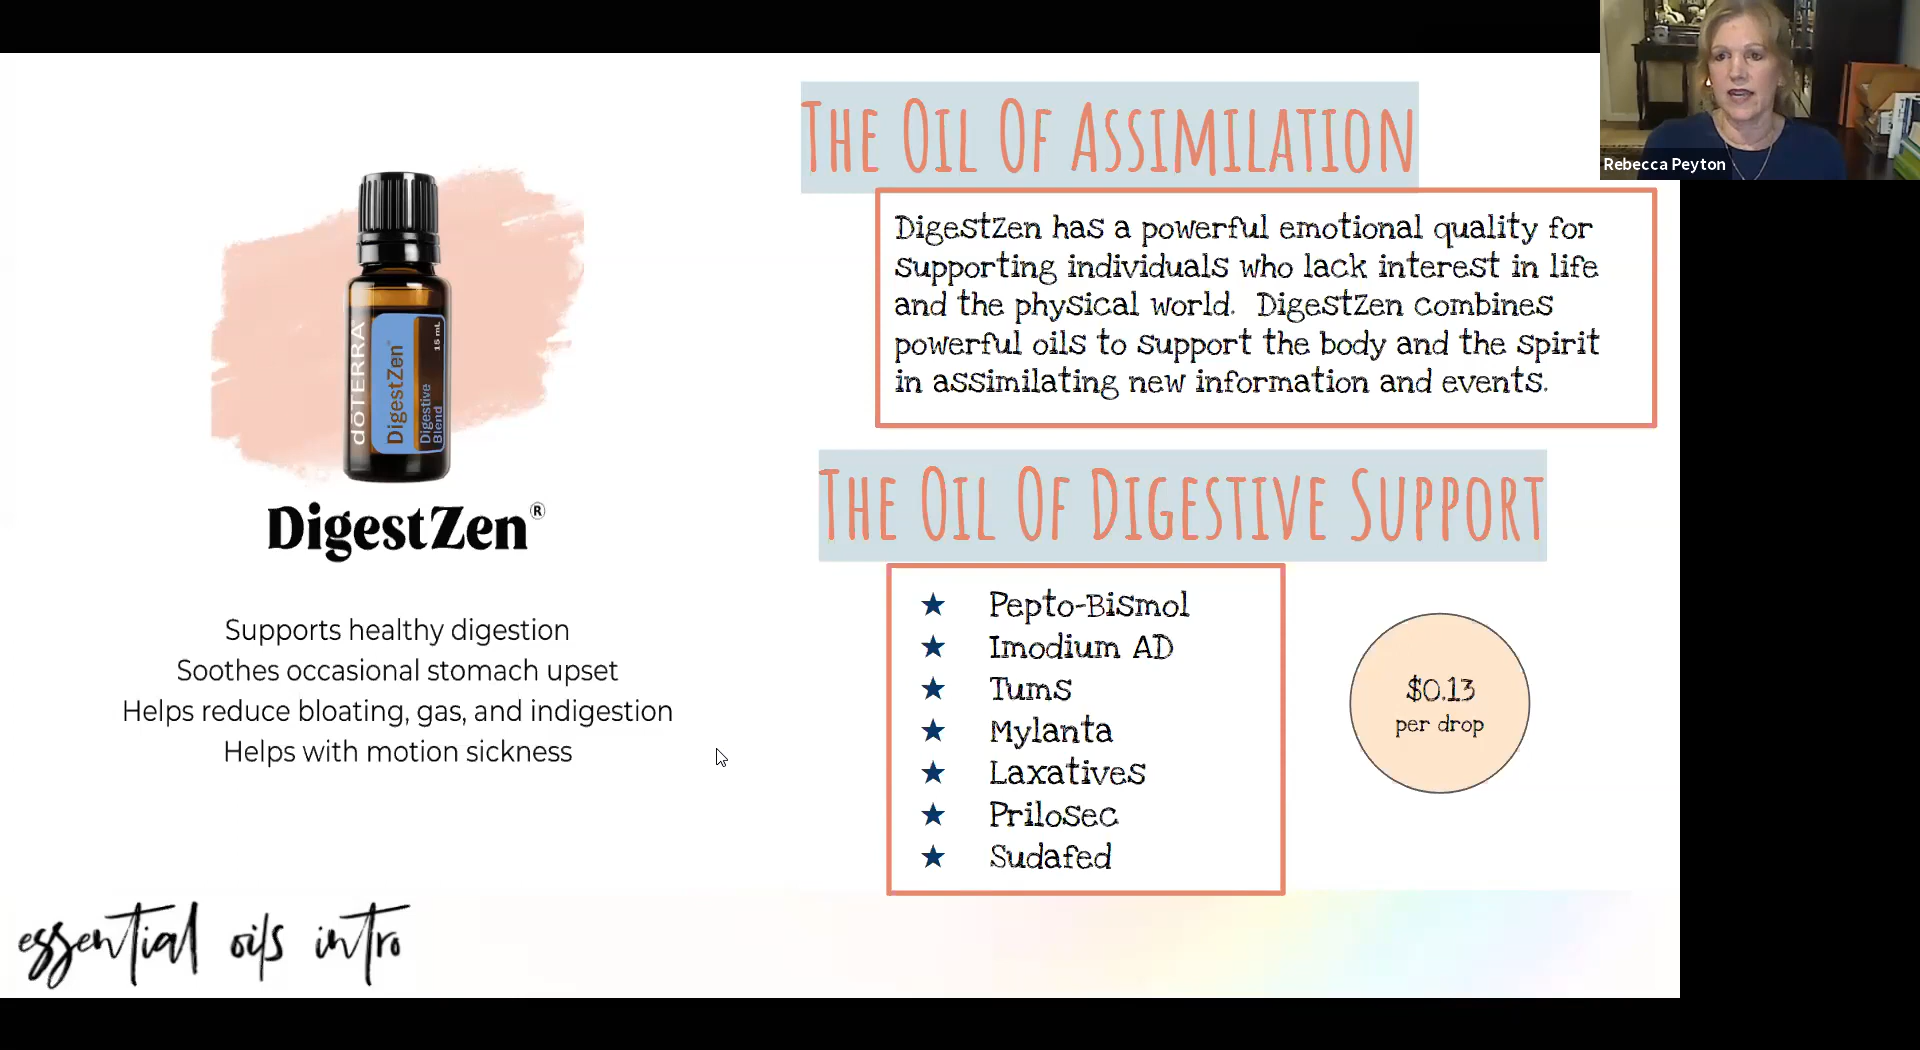 THE OIL OF ASSIMILATION
DigestZen has a powerful emotional quality for
supporting individuals who lack interest in life
and the physical world. DigestZen combines
powerful oils to support the body and the spirit
in assimilating new information and events.
Rebecca Peyton
dōTERRA
DigestZen®
Digestive
Blend
15 mL
DigestZen®
Supports healthy digestion
Soothes occasional stomach upset
Helps reduce bloating, gas, and indigestion
Helps with motion sickness
THE OIL OF DIGESTIVE SUPPORT
★ Pepto-Bismol
★ Imodium AD
★ Tums
★ Mylanta
★ Laxatives
★ Prilosec
★ Sudafed
$0.13
per drop
essential oils intro